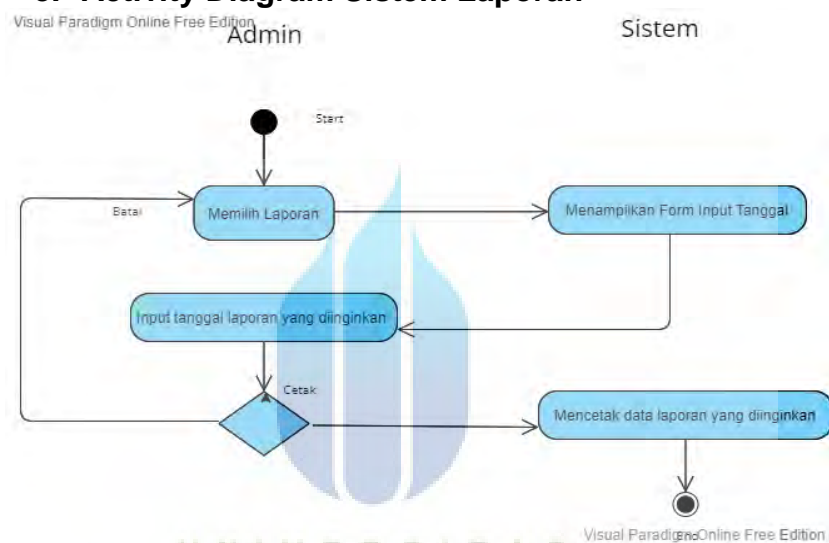 Activity Diagram Sistem Laporan
Visual Paradigm Online Free Edition
Admin
Sistem
Start
Batal
Memilih Laporan
Menampilkan Form Input Tanggal
Input tanggal laporan yang diinginkan
Cetak
Mencetak data laporan yang diinginkan
End
Visual Paradigm Online Free Edition